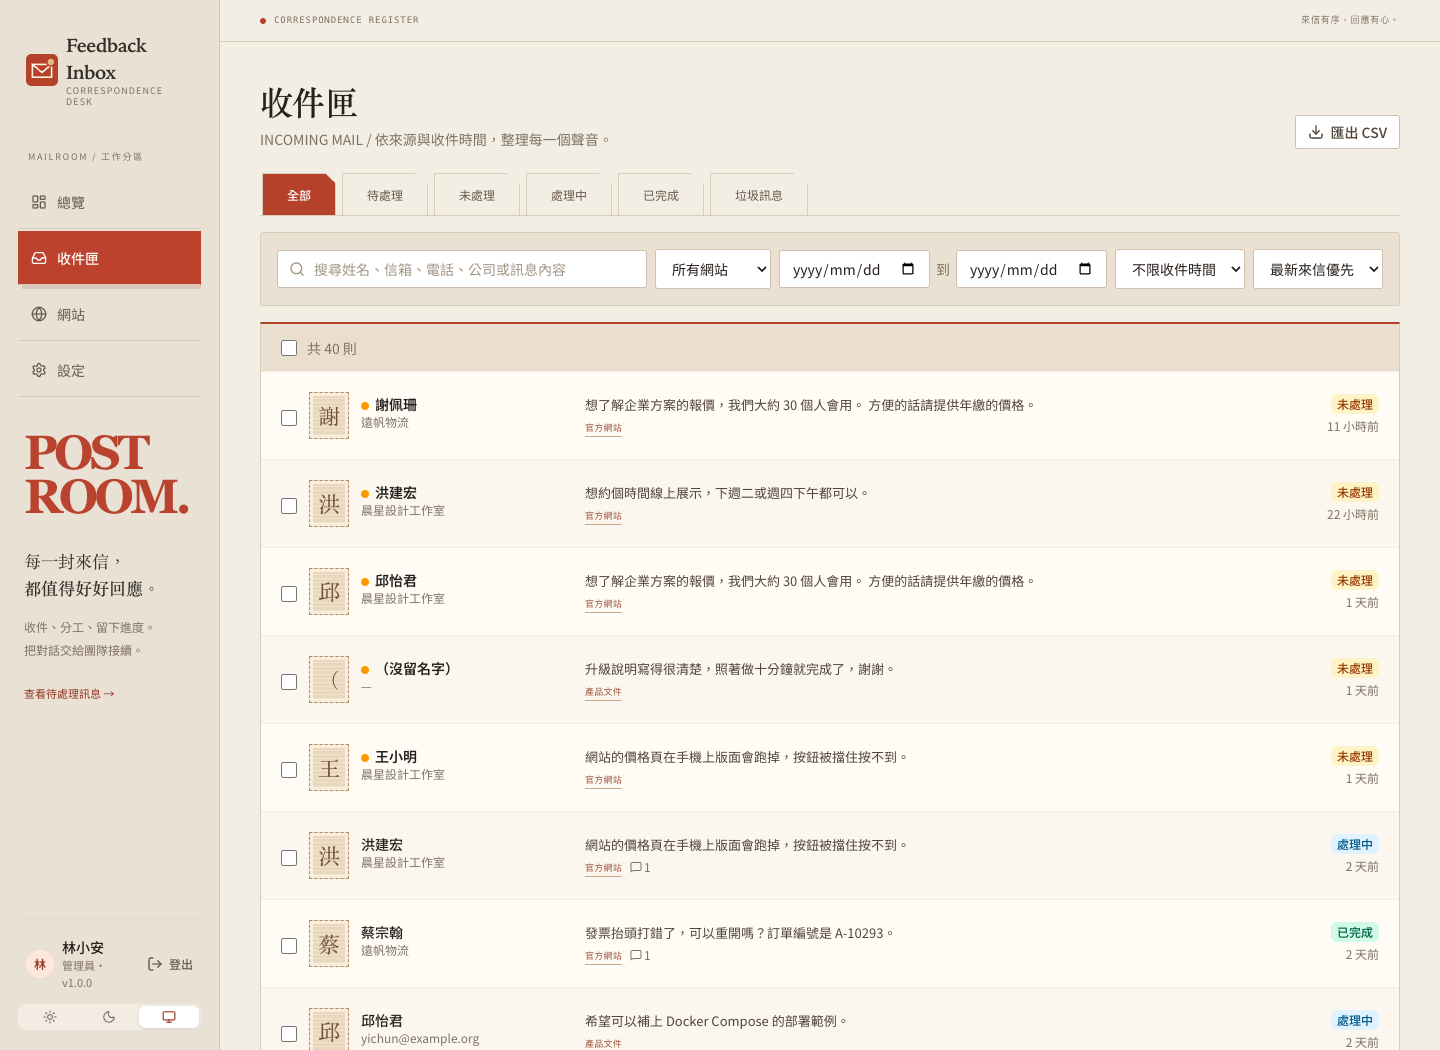 Feedback
Inbox
CORRESPONDENCE
DESK
MAILROOM / 工作分區
總覽
收件匣
網站
設定
POST
ROOM.
每一封來信，
都值得好好回應。
收件、分工、留下進度。
把對話交給團隊接續。
查看待處理訊息 →
林
林小安
管理員・
v1.0.0
登出
CORRESPONDENCE REGISTER
來信有序，回應有心。
收件匣
INCOMING MAIL / 依來源與收件時間，整理每一個聲音。
匯出 CSV
全部
待處理
未處理
處理中
已完成
垃圾訊息
搜尋姓名、信箱、電話、公司或訊息內容
所有網站
yyyy/mm/dd
到
yyyy/mm/dd
不限收件時間
最新來信優先
共 40 則
謝
謝佩珊
遠帆物流
想了解企業方案的報價，我們大約 30 個人會用。 方便的話請提供年繳的價格。
官方網站
未處理
11 小時前
洪
洪建宏
晨星設計工作室
想約個時間線上展示，下週二或週四下午都可以。
官方網站
未處理
22 小時前
邱
邱怡君
晨星設計工作室
想了解企業方案的報價，我們大約 30 個人會用。 方便的話請提供年繳的價格。
官方網站
未處理
1 天前
（
（沒留名字）
—
升級說明寫得很清楚，照著做十分鐘就完成了，謝謝。
產品文件
未處理
1 天前
王
王小明
晨星設計工作室
網站的價格頁在手機上版面會跑掉，按鈕被擋住按不到。
官方網站
未處理
1 天前
洪
洪建宏
晨星設計工作室
網站的價格頁在手機上版面會跑掉，按鈕被擋住按不到。
官方網站 1
處理中
2 天前
蔡
蔡宗翰
遠帆物流
發票抬頭打錯了，可以重開嗎？訂單編號是 A-10293。
官方網站 1
已完成
2 天前
邱
邱怡君
yichun@example.org
希望可以補上 Docker Compose 的部署範例。
產品文件
處理中
2 天前